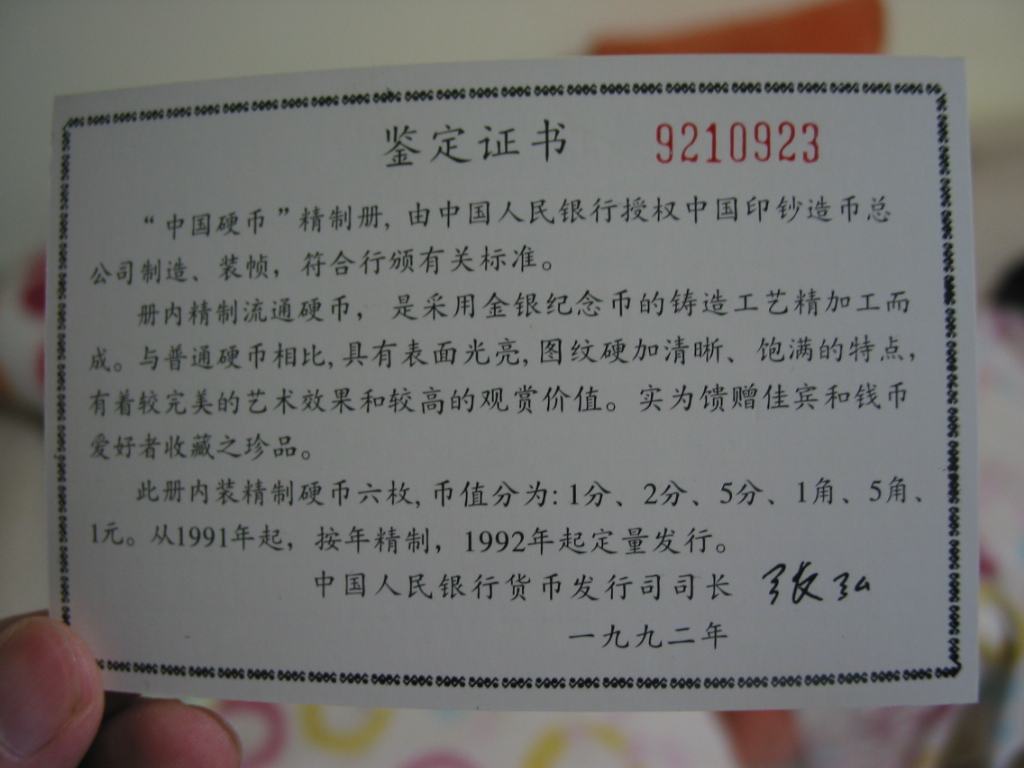 鉴定证书 9210923
“中国硬币”精制册，由中国人民银行授权中国印钞造币总
公司制造、装帧，符合行颁有关标准。
册内精制流通硬币， 是采用金银纪念币的铸造工艺精加工而
成。与普通硬币相比，具有表面光亮，图纹硬加清晰、饱满的特点，
有着较完美的艺术效果和较高的观赏价值。实为馈赠佳宾和钱币
爱好者收藏之珍品。
此册内装精制硬币六枚，币值分为：1分、2分、5分、1角、5角、
1元。从1991年起，按年精制，1992年起定量发行。
中国人民银行货币发行司司长 张弘
一九九二年